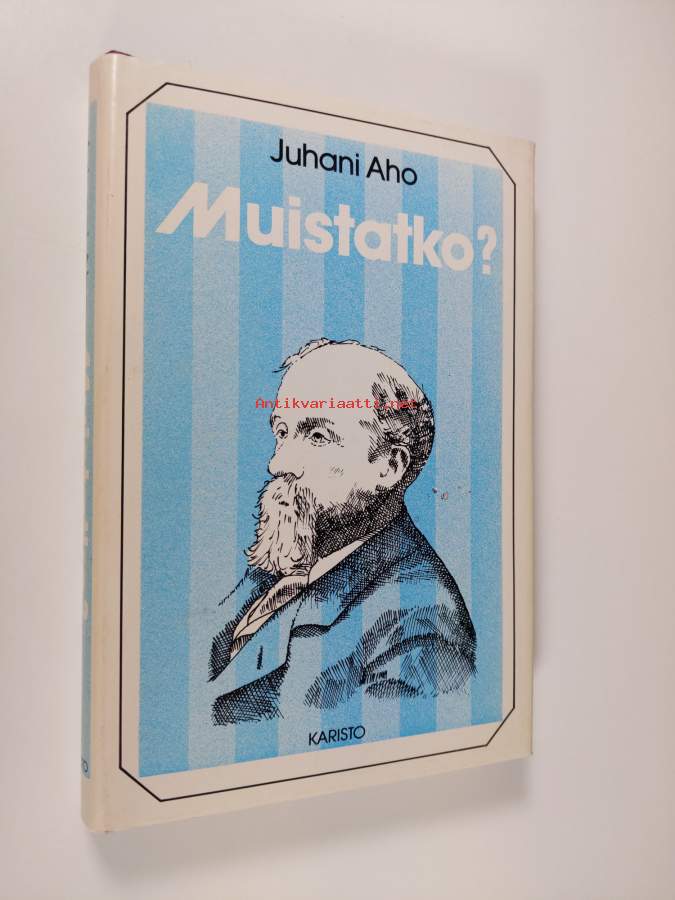 Juhani Aho
Muistatko?
Antikvariaatti.net
KARISTO